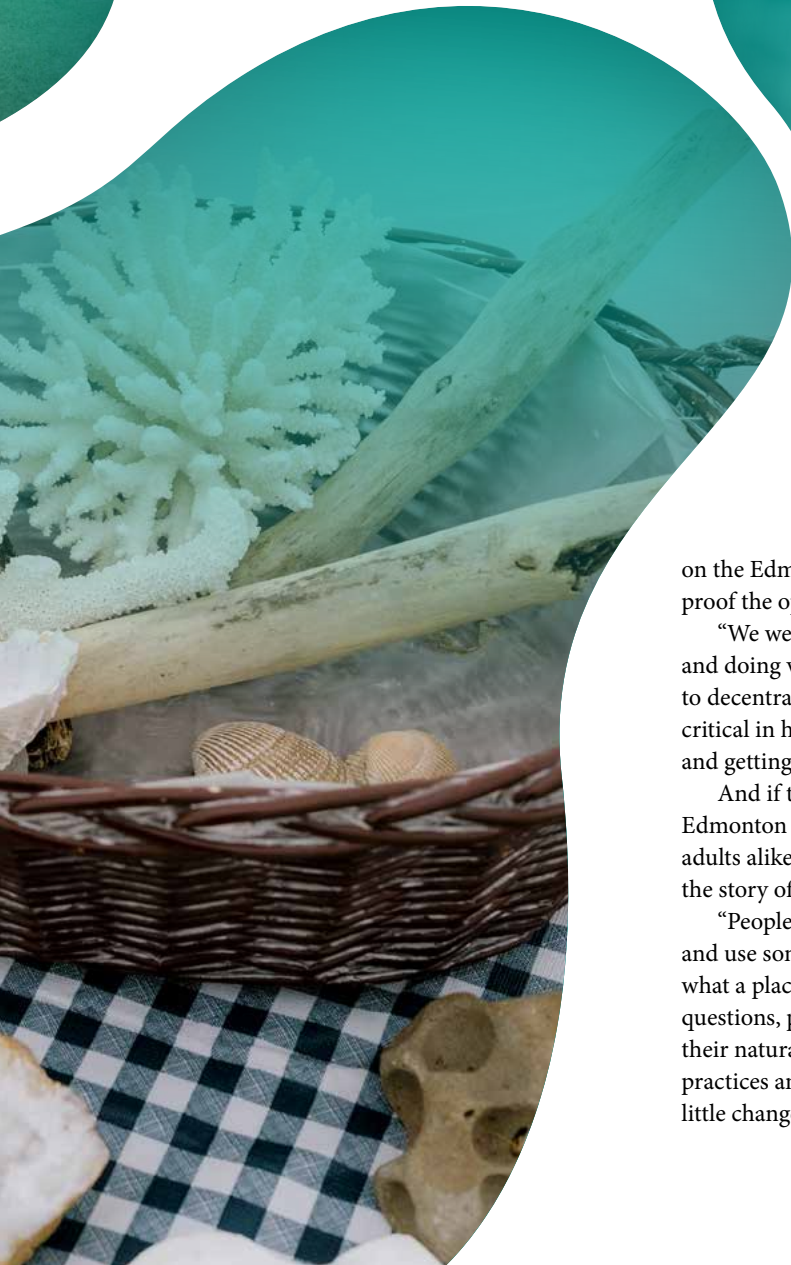 on the Edm
proof the o
“We we
and doing
to decentra
critical in h
and getting
And if t
Edmonton
adults alike
the story of
“People
and use son
what a plac
questions, p
their natura
practices an
little chang